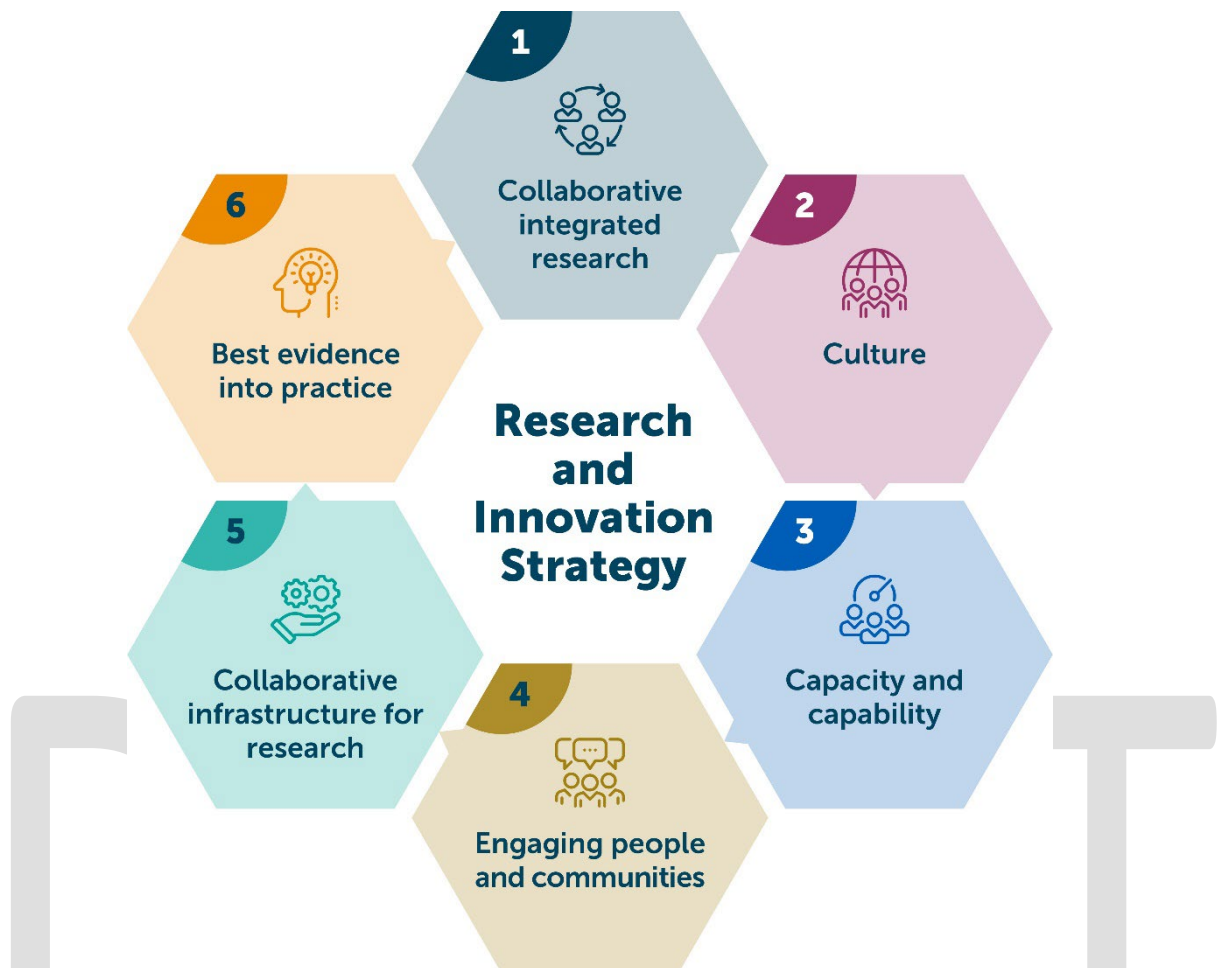 1
Collaborative
integrated
research
2
Culture
3
Capacity and
capability
4
Engaging people
and communities
5
Collaborative
infrastructure for
research
6
Best evidence
into practice
Research
and
Innovation
Strategy